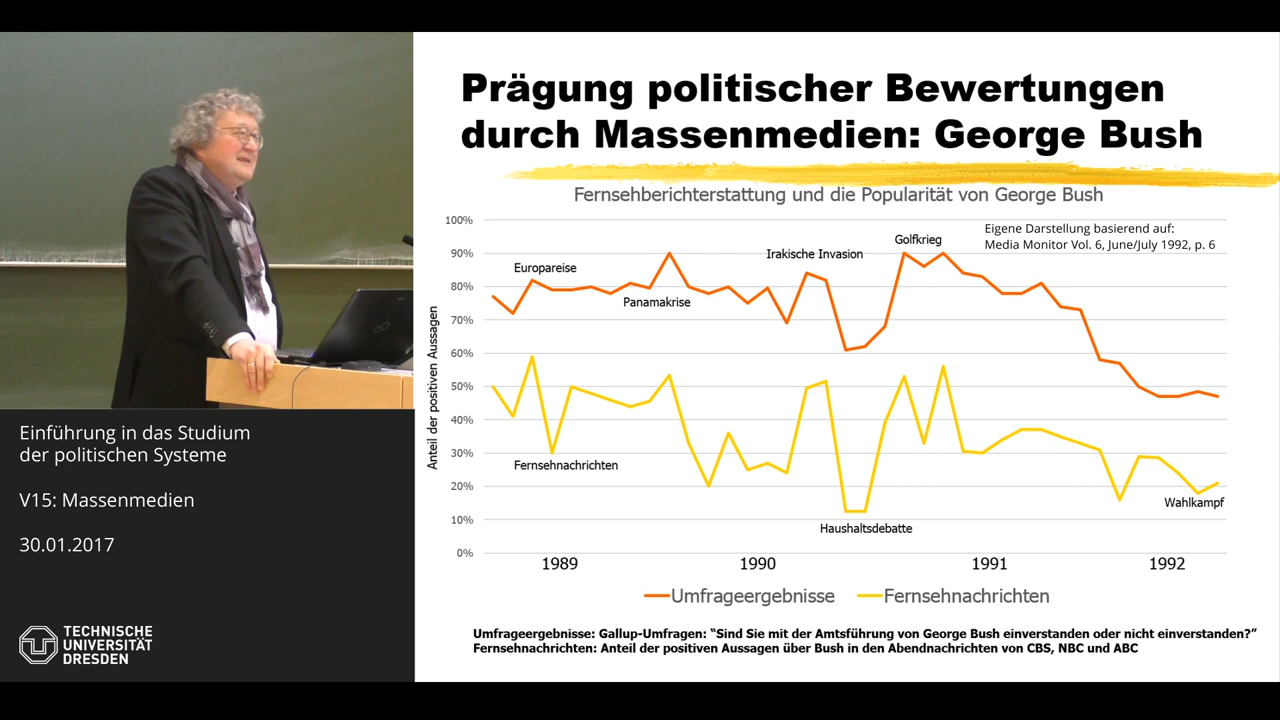 Prägung politischer Bewertungen
durch Massenmedien: George Bush
Fernsehberichterstattung und die Popularität von George Bush
Eigene Darstellung basierend auf:
Media Monitor Vol. 6, June/July 1992, p. 6
Anteil der positiven Aussagen
100%
90%
80%
70%
60%
50%
40%
30%
20%
10%
0%
Europareise
Panamakrise
Irakische Invasion
Golfkrieg
Fernsehnachrichten
Haushaltsdebatte
Wahlkampf
1989
1990
1991
1992
Umfrageergebnisse
Fernsehnachrichten
Umfrageergebnisse: Gallup-Umfragen: “Sind Sie mit der Amtsführung von George Bush einverstanden oder nicht einverstanden?”
Fernsehnachrichten: Anteil der positiven Aussagen über Bush in den Abendnachrichten von CBS, NBC und ABC
Einführung in das Studium
der politischen Systeme
V15: Massenmedien
30.01.2017
TECHNISCHE
UNIVERSITÄT
DRESDEN